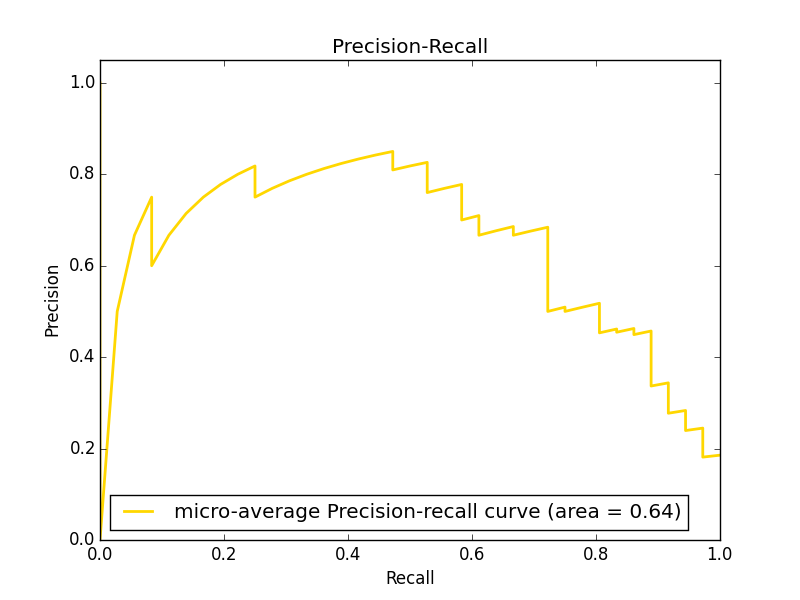 Precision-Recall
1.0
0.8
0.6
0.4
0.2
0.0
Precision
micro-average Precision-recall curve (area = 0.64)
0.0 0.2 0.4 0.6 0.8 1.0
Recall